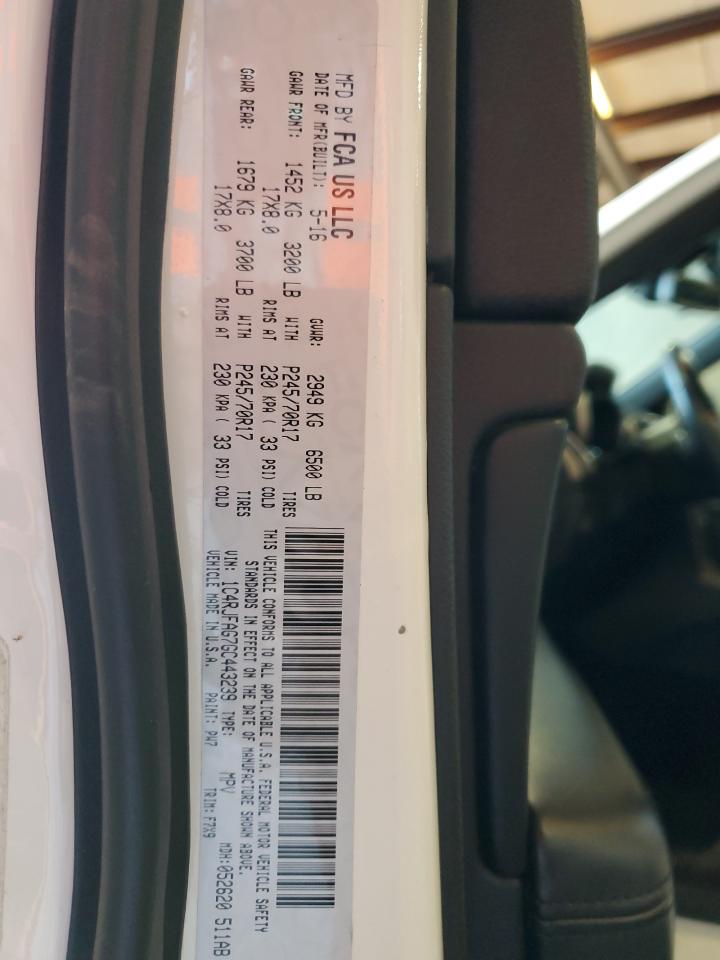 MFD BY FCA US LLC
DATE OF MFR(BUILT): 5-16 GVWR: 2949 KG 6500 LB
GAWR FRONT: 1452 KG 3200 LB WITH P245/70R17 TIRES
17X8.0 RIMS AT 230 KPA ( 33 PSI) COLD
GAWR REAR: 1679 KG 3700 LB WITH P245/70R17 TIRES
17X8.0 RIMS AT 230 KPA ( 33 PSI) COLD
THIS VEHICLE CONFORMS TO ALL APPLICABLE U.S.A. FEDERAL MOTOR VEHICLE SAFETY
STANDARDS IN EFFECT ON THE DATE OF MANUFACTURE SHOWN ABOVE.
VIN: 1C4RJFAG7GC443239 TYPE: MPV MDH:052620 511AB
VEHICLE MADE IN U.S.A. PAINT: PW7 TRIM: F7X9